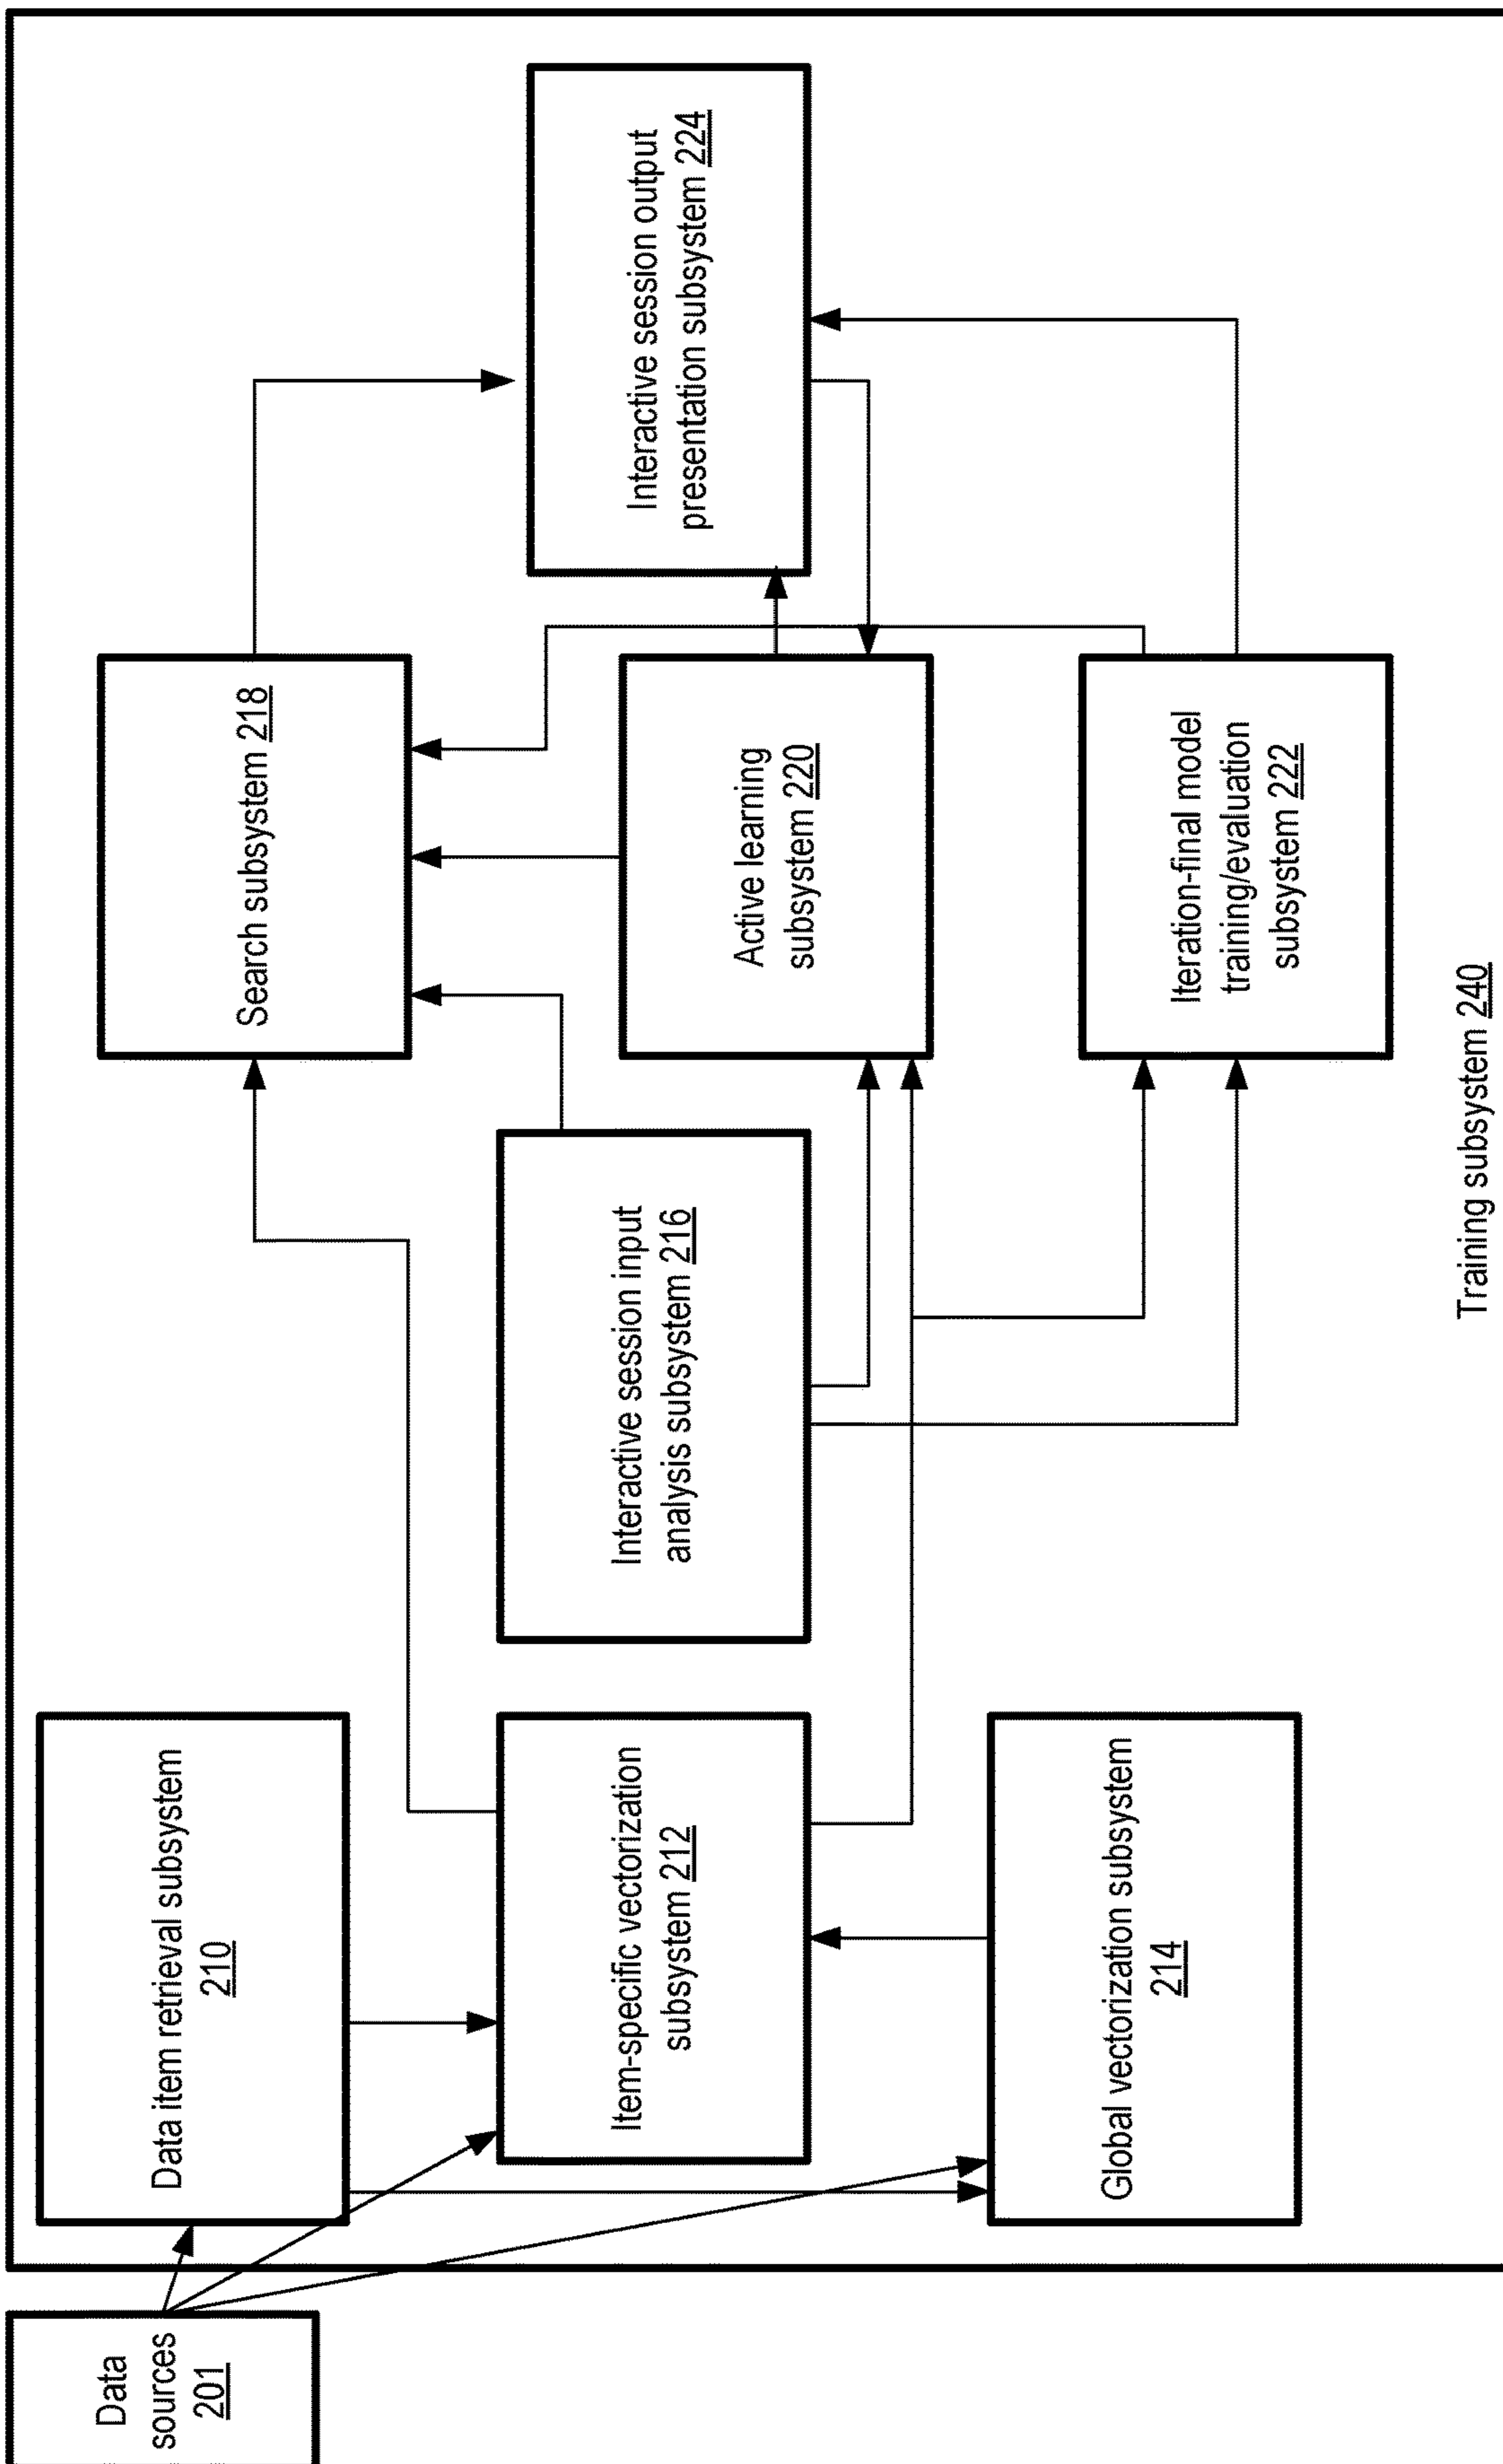 Data
sources
201
Data item retrieval subsystem
210
Item-specific vectorization
subsystem 212
Global vectorization subsystem
214
Interactive session input
analysis subsystem 216
Search subsystem 218
Active learning
subsystem 220
Iteration-final model
training/evaluation
subsystem 222
Interactive session output
presentation subsystem 224
Training subsystem 240